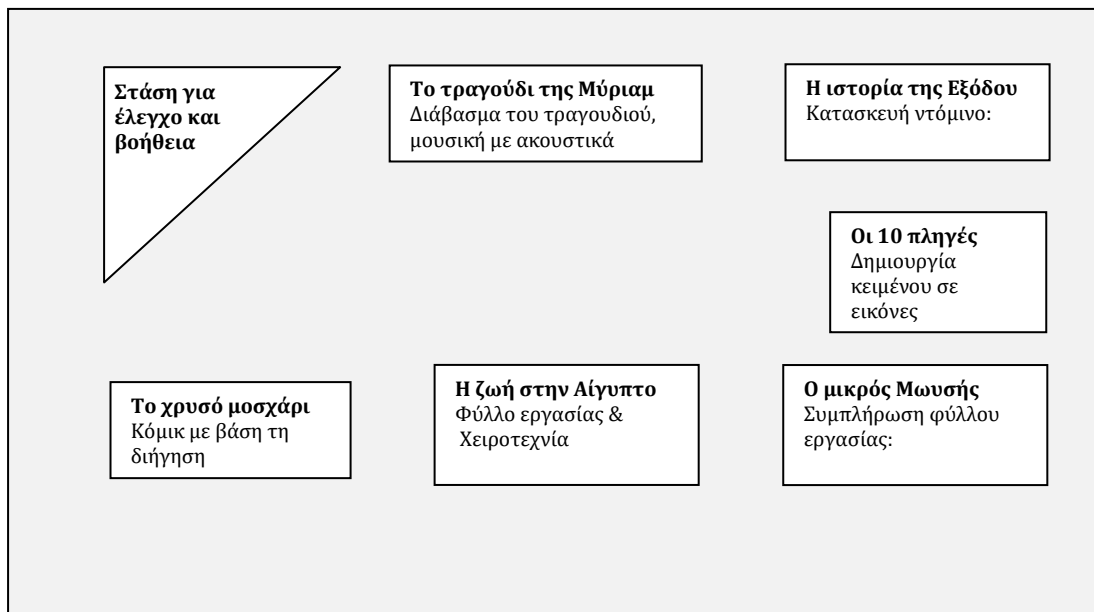 Στάση για
έλεγχο και
βοήθεια
Το τραγούδι της Μύριαμ
Διάβασμα του τραγουδιού,
μουσική με ακουστικά
Η ιστορία της Εξόδου
Κατασκευή ντόμινο:
Οι 10 πληγές
Δημιουργία
κειμένου σε
εικόνες
Το χρυσό μοσχάρι
Κόμικ με βάση τη
διήγηση
Η ζωή στην Αίγυπτο
Φύλλο εργασίας &
Χειροτεχνία
Ο μικρός Μωυσής
Συμπλήρωση φύλλου
εργασίας: